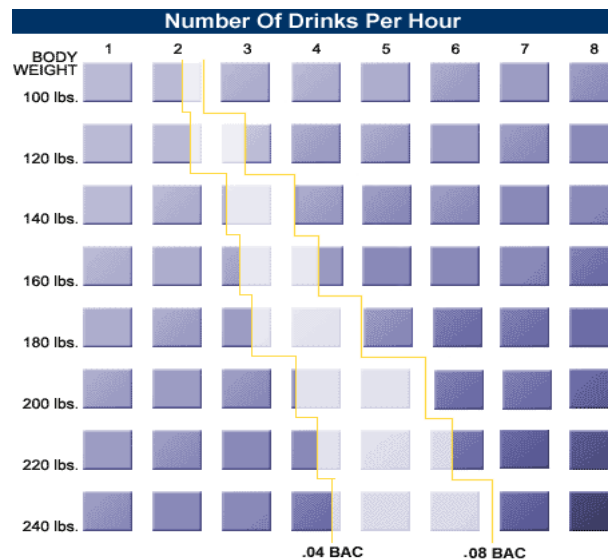 Number Of Drinks Per Hour
1 2 3 4 5 6 7 8
BODY
WEIGHT
100 lbs.
120 lbs.
140 lbs.
160 lbs.
180 lbs.
200 lbs.
220 lbs.
240 lbs.
.04 BAC .08 BAC